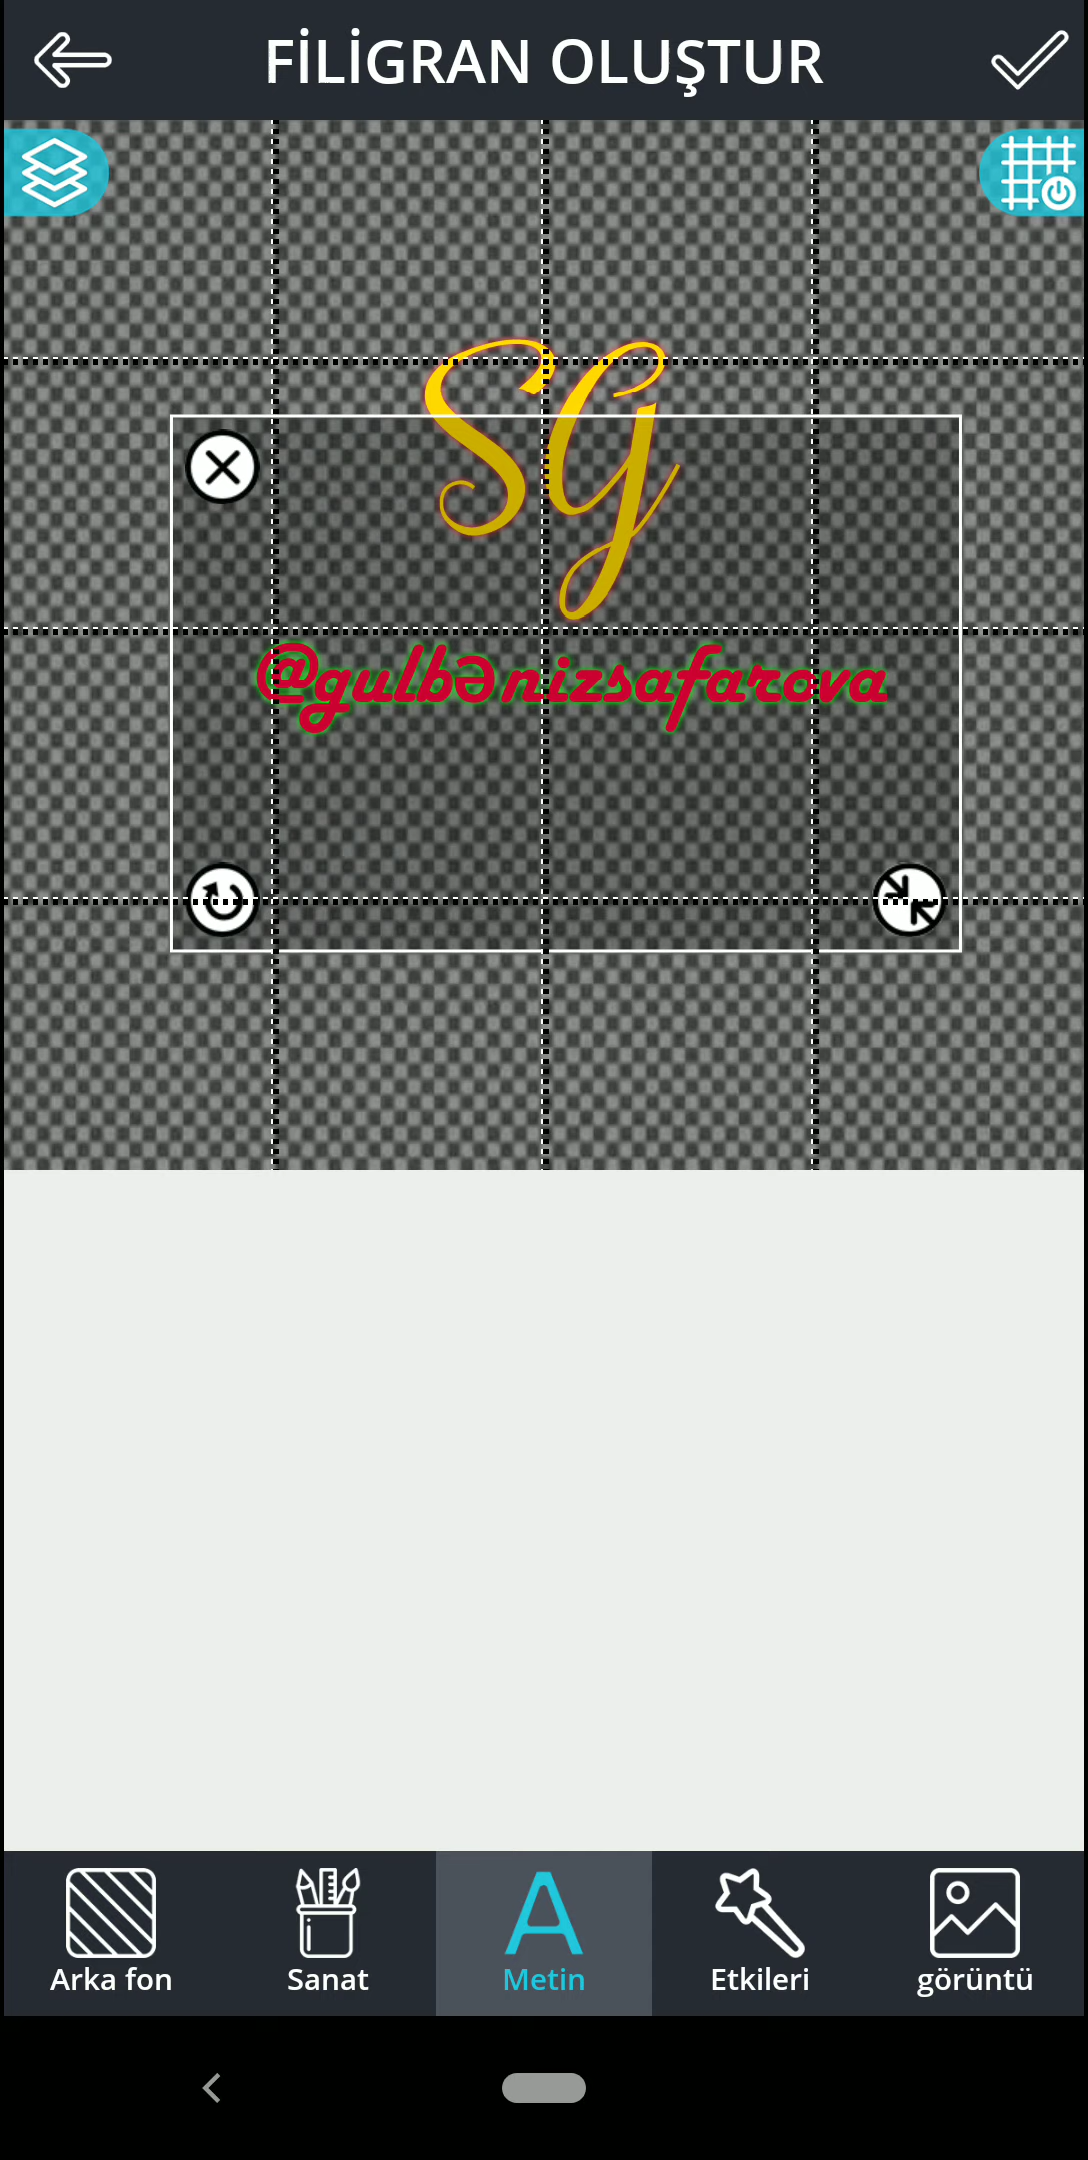 FİLİGRAN OLUŞTUR
SG
@gulbənizsafarova
Arka fon
Sanat
A
Metin
Etkileri
görüntü